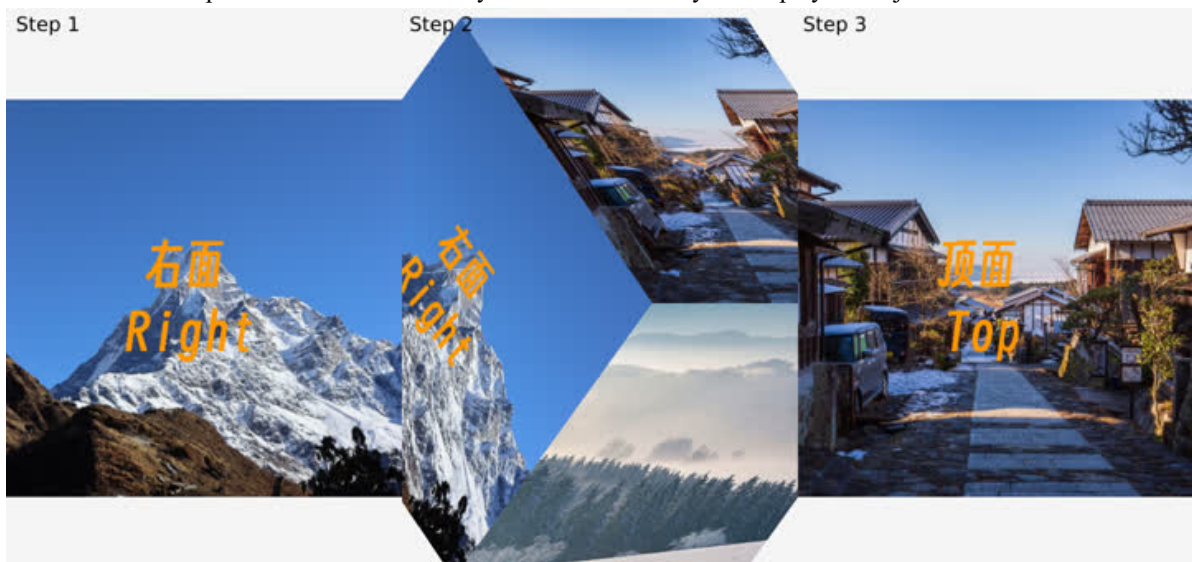 Step 1
Step 2
Step 3
右面
Right
右面
Right
顶面
Top